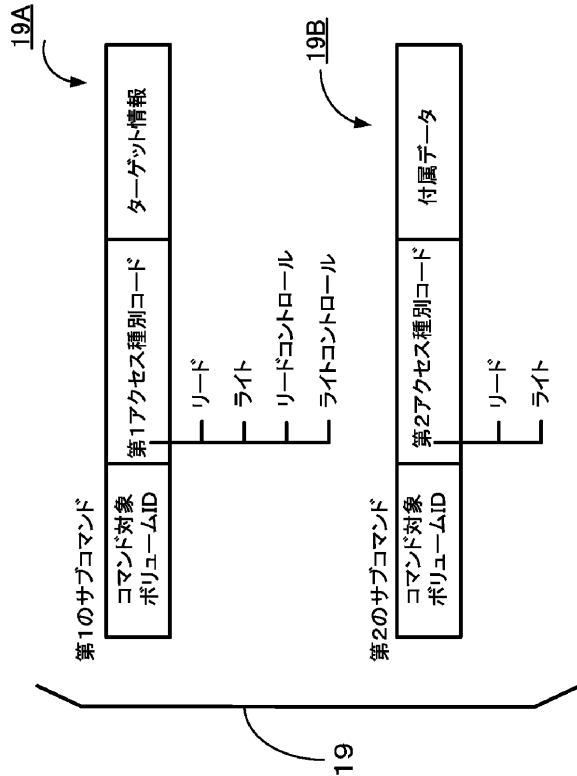 19A
第1のサブコマンド
コマンド対象
ボリュームID
第1アクセス種別コード
ターゲット情報
リード
ライト
リードコントロール
ライトコントロール
19B
第2のサブコマンド
コマンド対象
ボリュームID
第2アクセス種別コード
付属データ
リード
ライト
19